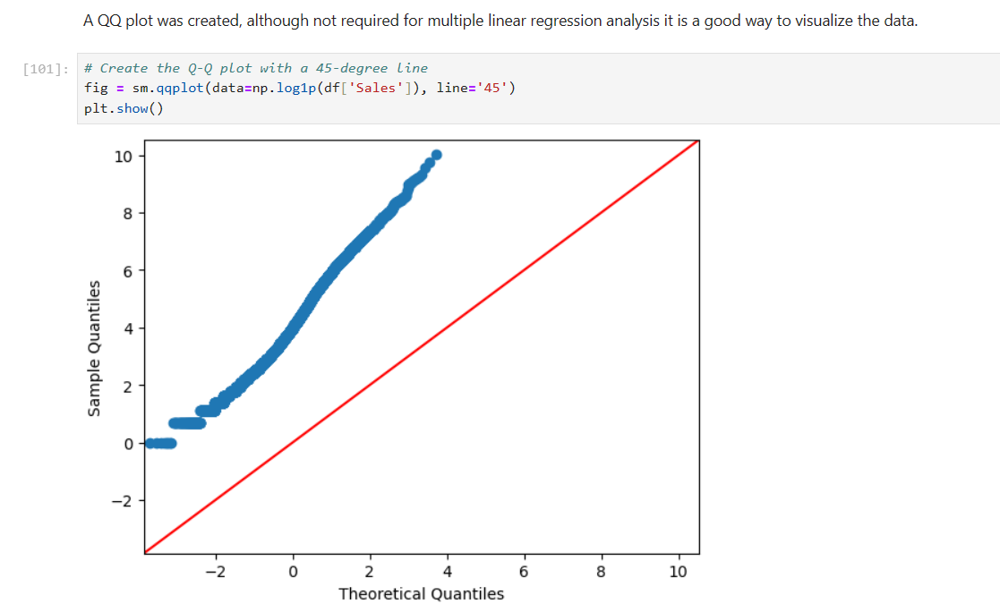 A QQ plot was created, although not required for multiple linear regression analysis it is a good way to visualize the data.
[101]: # Create the Q-Q plot with a 45-degree line
fig = sm.qqplot(data=np.log1p(df['Sales']), line='45')
plt.show()
10
8
6
4
2
0
−2
Sample Quantiles
−2 0 2 4 6 8 10
Theoretical Quantiles